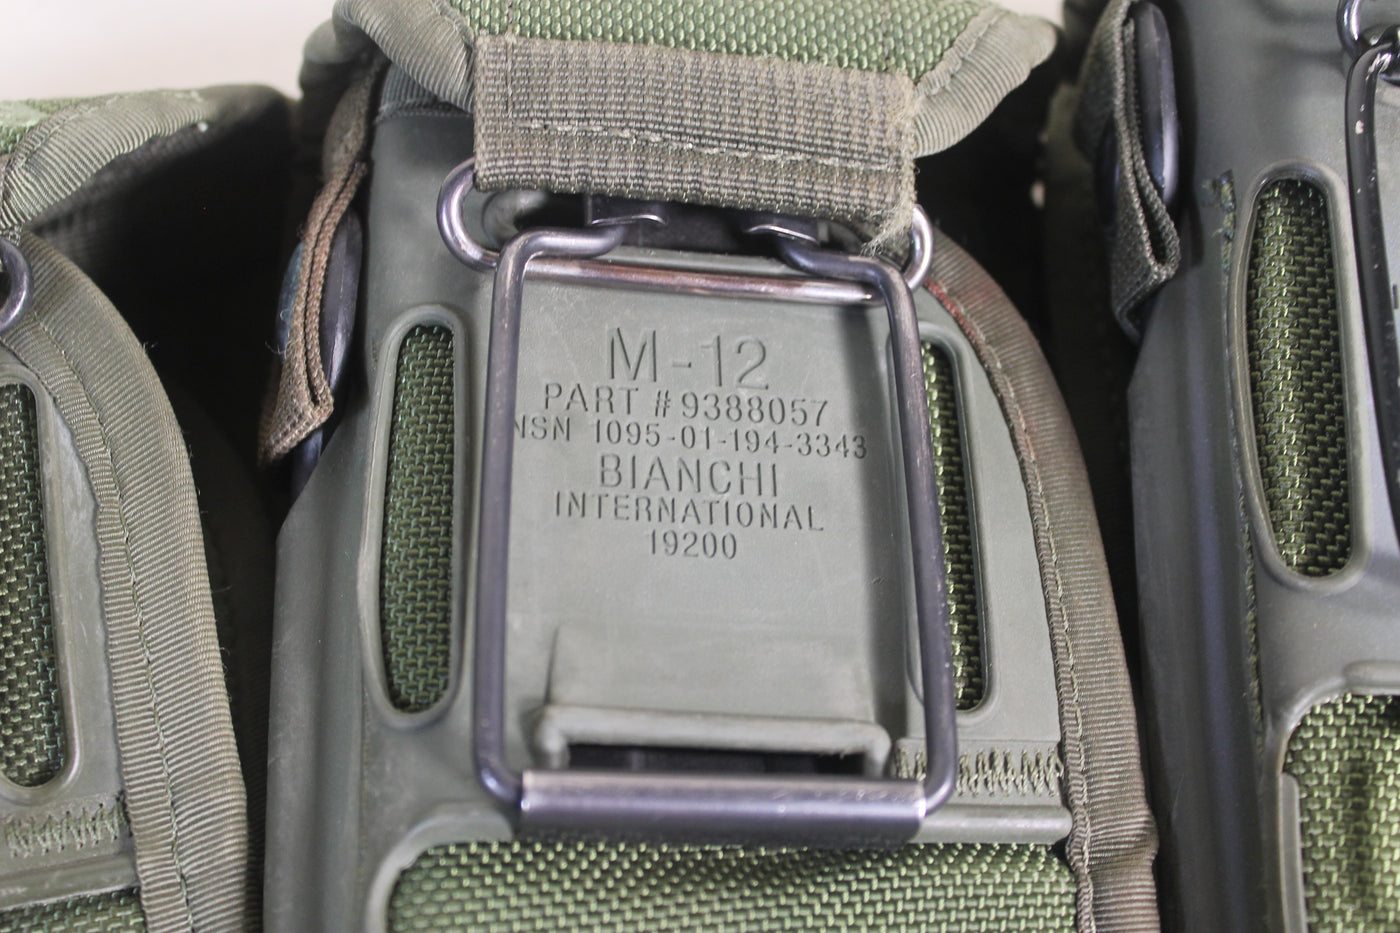 M-12
PART #9388057
NSN 1095-01-194-3343
BIANCHI
INTERNATIONAL
19200